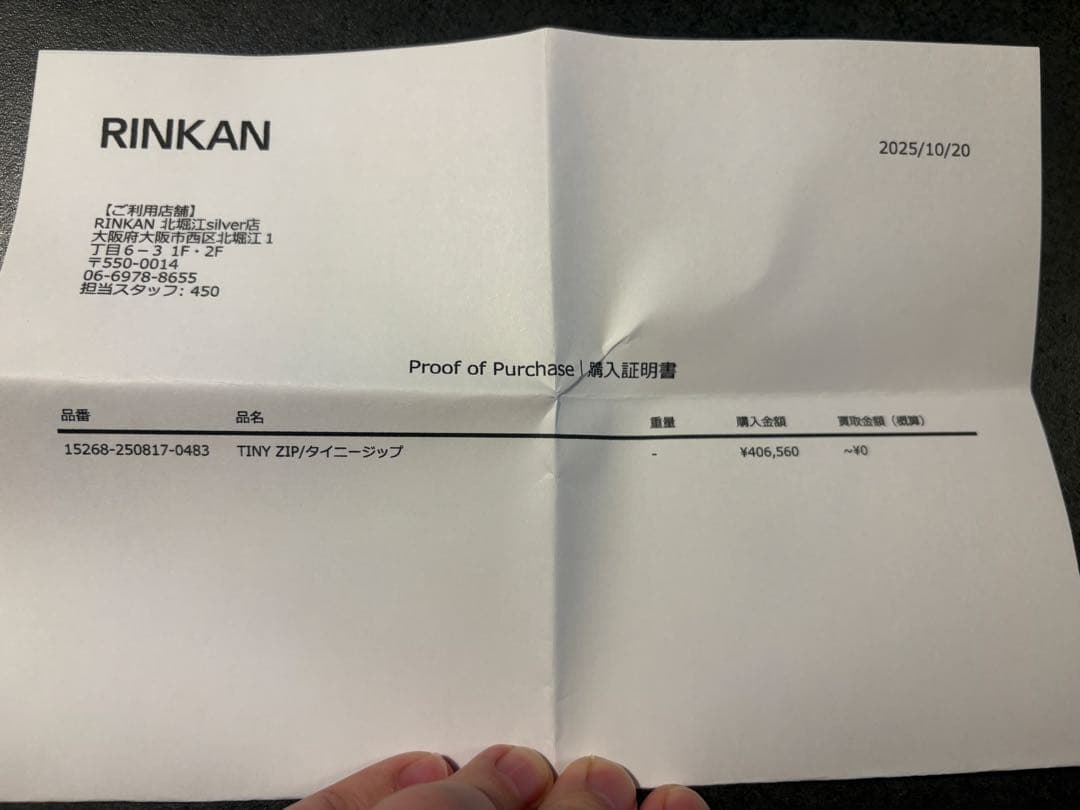 RINKAN
2025/10/20
【ご利用店舗】
RINKAN 北堀江silver店
大阪府大阪市西区北堀江1
丁目6－3 1F・2F
〒550-0014
06-6978-8655
担当スタッフ: 450
Proof of Purchase | 購入証明書
品番 品名 重量 購入金額 買取金額（概算）
15268-250817-0483 TINY ZIP/タイニージップ - ¥406,560 ~¥0